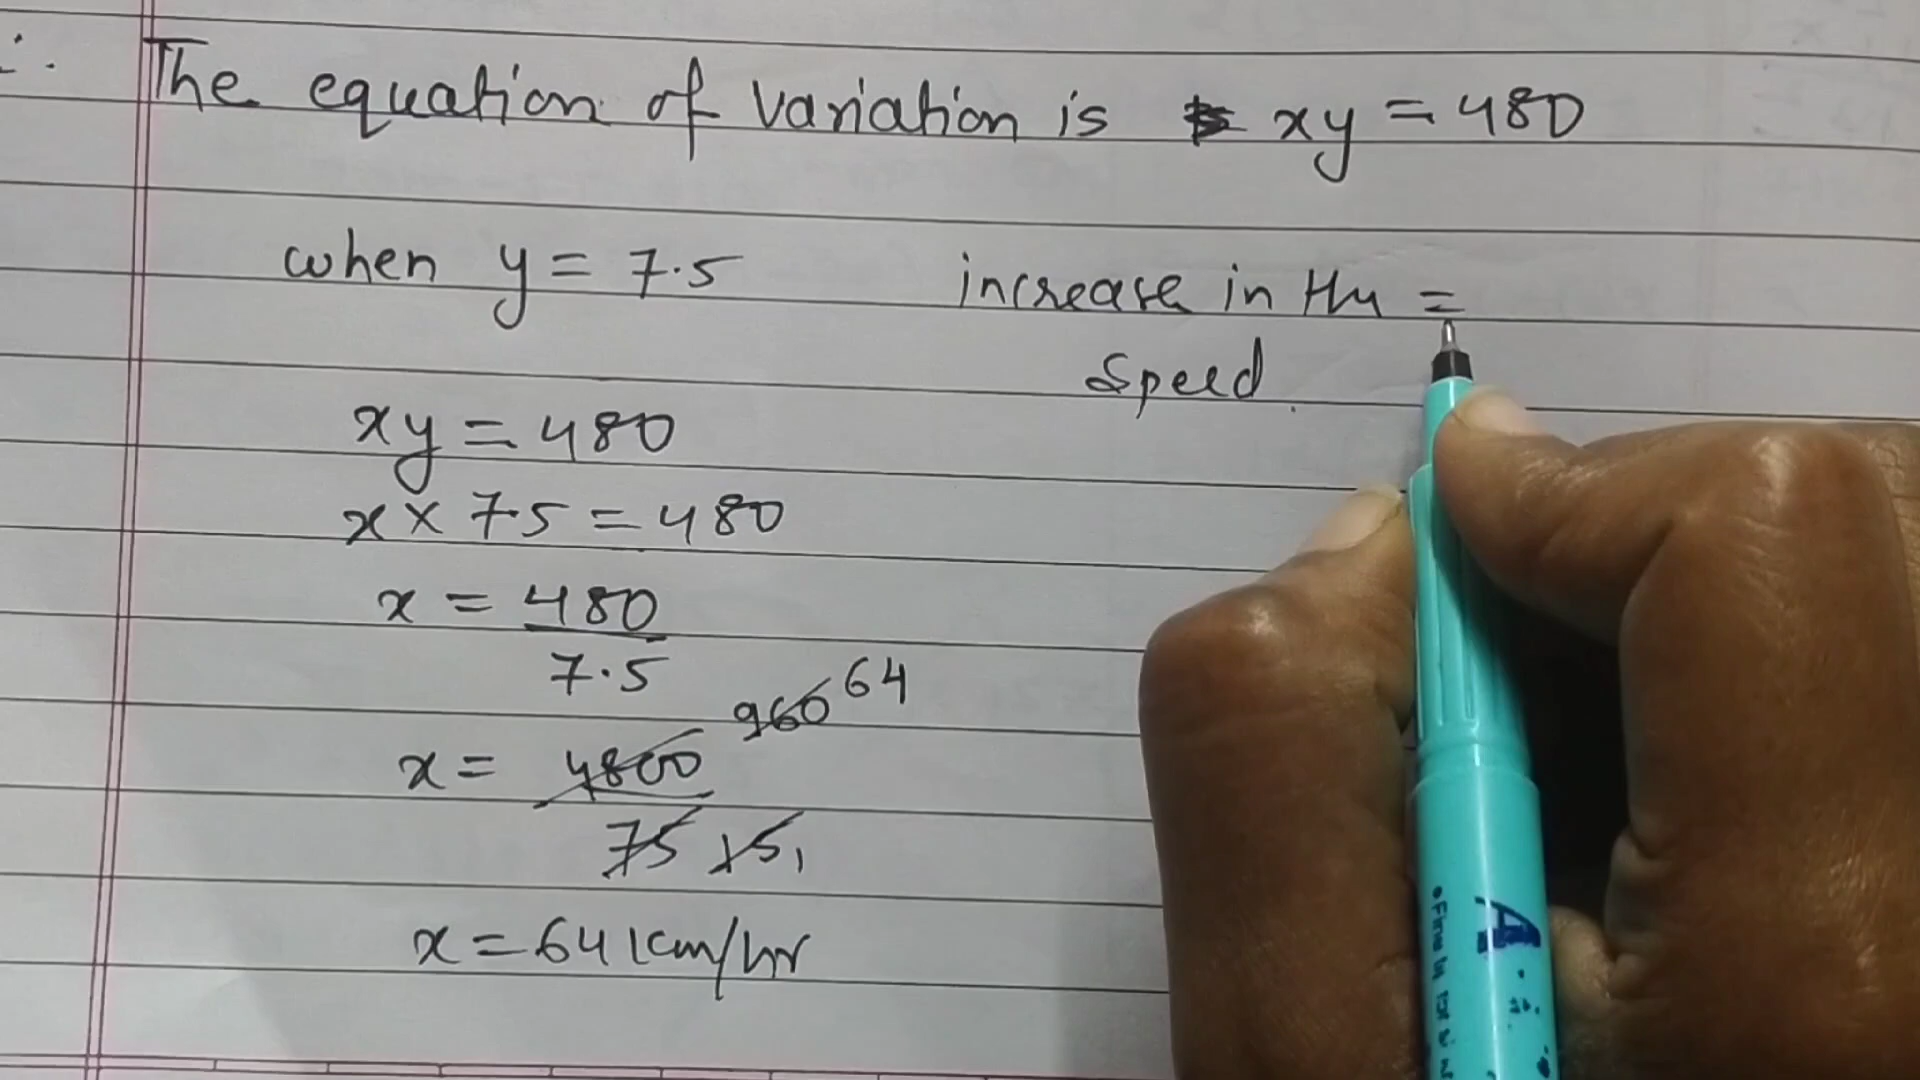 ∴ The equation of variation is xy = 480
when y = 7.5
increase in the =
Speed.
xy = 480
x × 7.5 = 480
x = 480
7.5
960 64
x = 4800
75 15 1
x = 64 km/hr
A
Fine